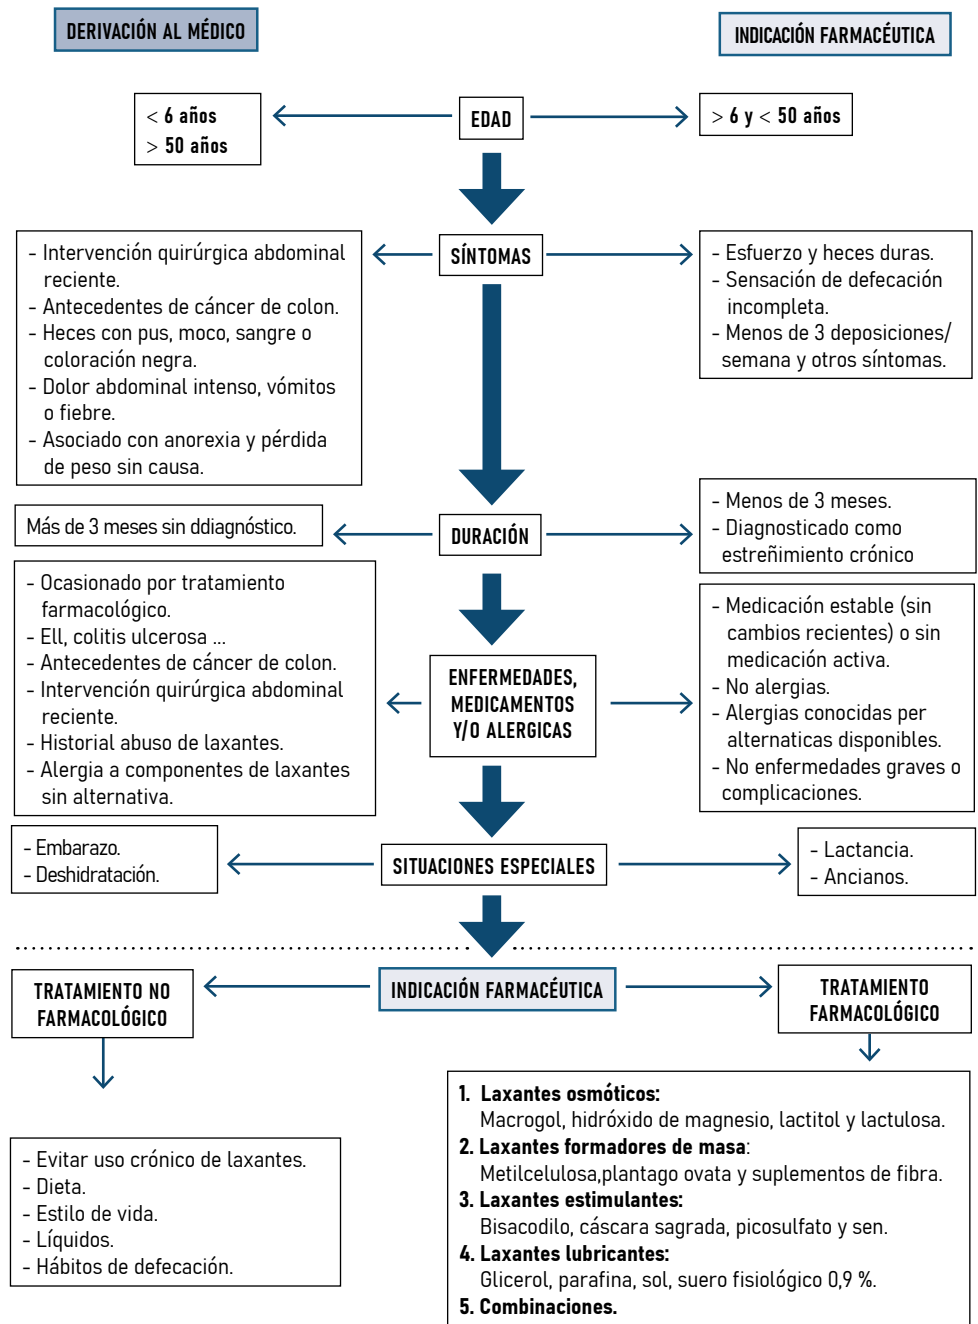 DERIVACIÓN AL MÉDICO
INDICACIÓN FARMACÉUTICA
< 6 años
> 50 años
EDAD
> 6 y < 50 años
- Intervención quirúrgica abdominal
reciente.
- Antecedentes de cáncer de colon.
- Heces con pus, moco, sangre o
coloración negra.
- Dolor abdominal intenso, vómitos
o fiebre.
- Asociado con anorexia y pérdida
de peso sin causa.
SÍNTOMAS
- Esfuerzo y heces duras.
- Sensación de defecación
incompleta.
- Menos de 3 deposiciones/
semana y otros síntomas.
Más de 3 meses sin ddiagnóstico.
DURACIÓN
- Menos de 3 meses.
- Diagnosticado como
estreñimiento crónico
- Ocasionado por tratamiento
farmacológico.
- Ell, colitis ulcerosa ...
- Antecedentes de cáncer de colon.
- Intervención quirúrgica abdominal
reciente.
- Historial abuso de laxantes.
- Alergia a componentes de laxantes
sin alternativa.
ENFERMEDADES,
MEDICAMENTOS
Y/O ALERGICAS
- Medicación estable (sin
cambios recientes) o sin
medicación activa.
- No alergias.
- Alergias conocidas per
alternaticas disponibles.
- No enfermedades graves o
complicaciones.
- Embarazo.
- Deshidratación.
SITUACIONES ESPECIALES
- Lactancia.
- Ancianos.
TRATAMIENTO NO
FARMACOLÓGICO
INDICACIÓN FARMACÉUTICA
TRATAMIENTO
FARMACOLÓGICO
- Evitar uso crónico de laxantes.
- Dieta.
- Estilo de vida.
- Líquidos.
- Hábitos de defecación.
1. Laxantes osmóticos:
Macrogol, hidróxido de magnesio, lactitol y lactulosa.
2. Laxantes formadores de masa:
Metilcelulosa,plantago ovata y suplementos de fibra.
3. Laxantes estimulantes:
Bisacodilo, cáscara sagrada, picosulfato y sen.
4. Laxantes lubricantes:
Glicerol, parafina, sol, suero fisiológico 0,9 %.
5. Combinaciones.